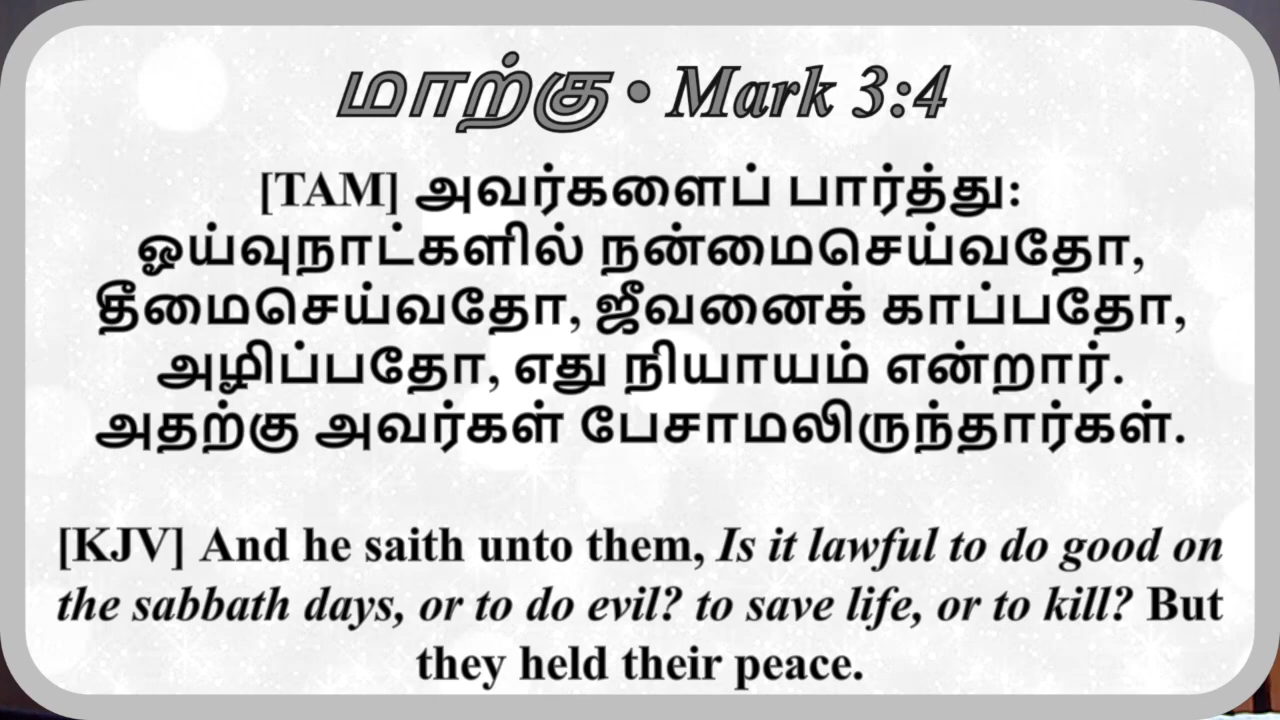 மாற்கு • Mark 3:4
[TAM] அவர்களைப் பார்த்து:
ஓய்வுநாட்களில் நன்மைசெய்வதோ,
தீமைசெய்வதோ, ஜீவனைக் காப்பதோ,
அழிப்பதோ, எது நியாயம் என்றார்.
அதற்கு அவர்கள் பேசாமலிருந்தார்கள்.
[KJV] And he saith unto them, Is it lawful to do good on
the sabbath days, or to do evil? to save life, or to kill? But
they held their peace.